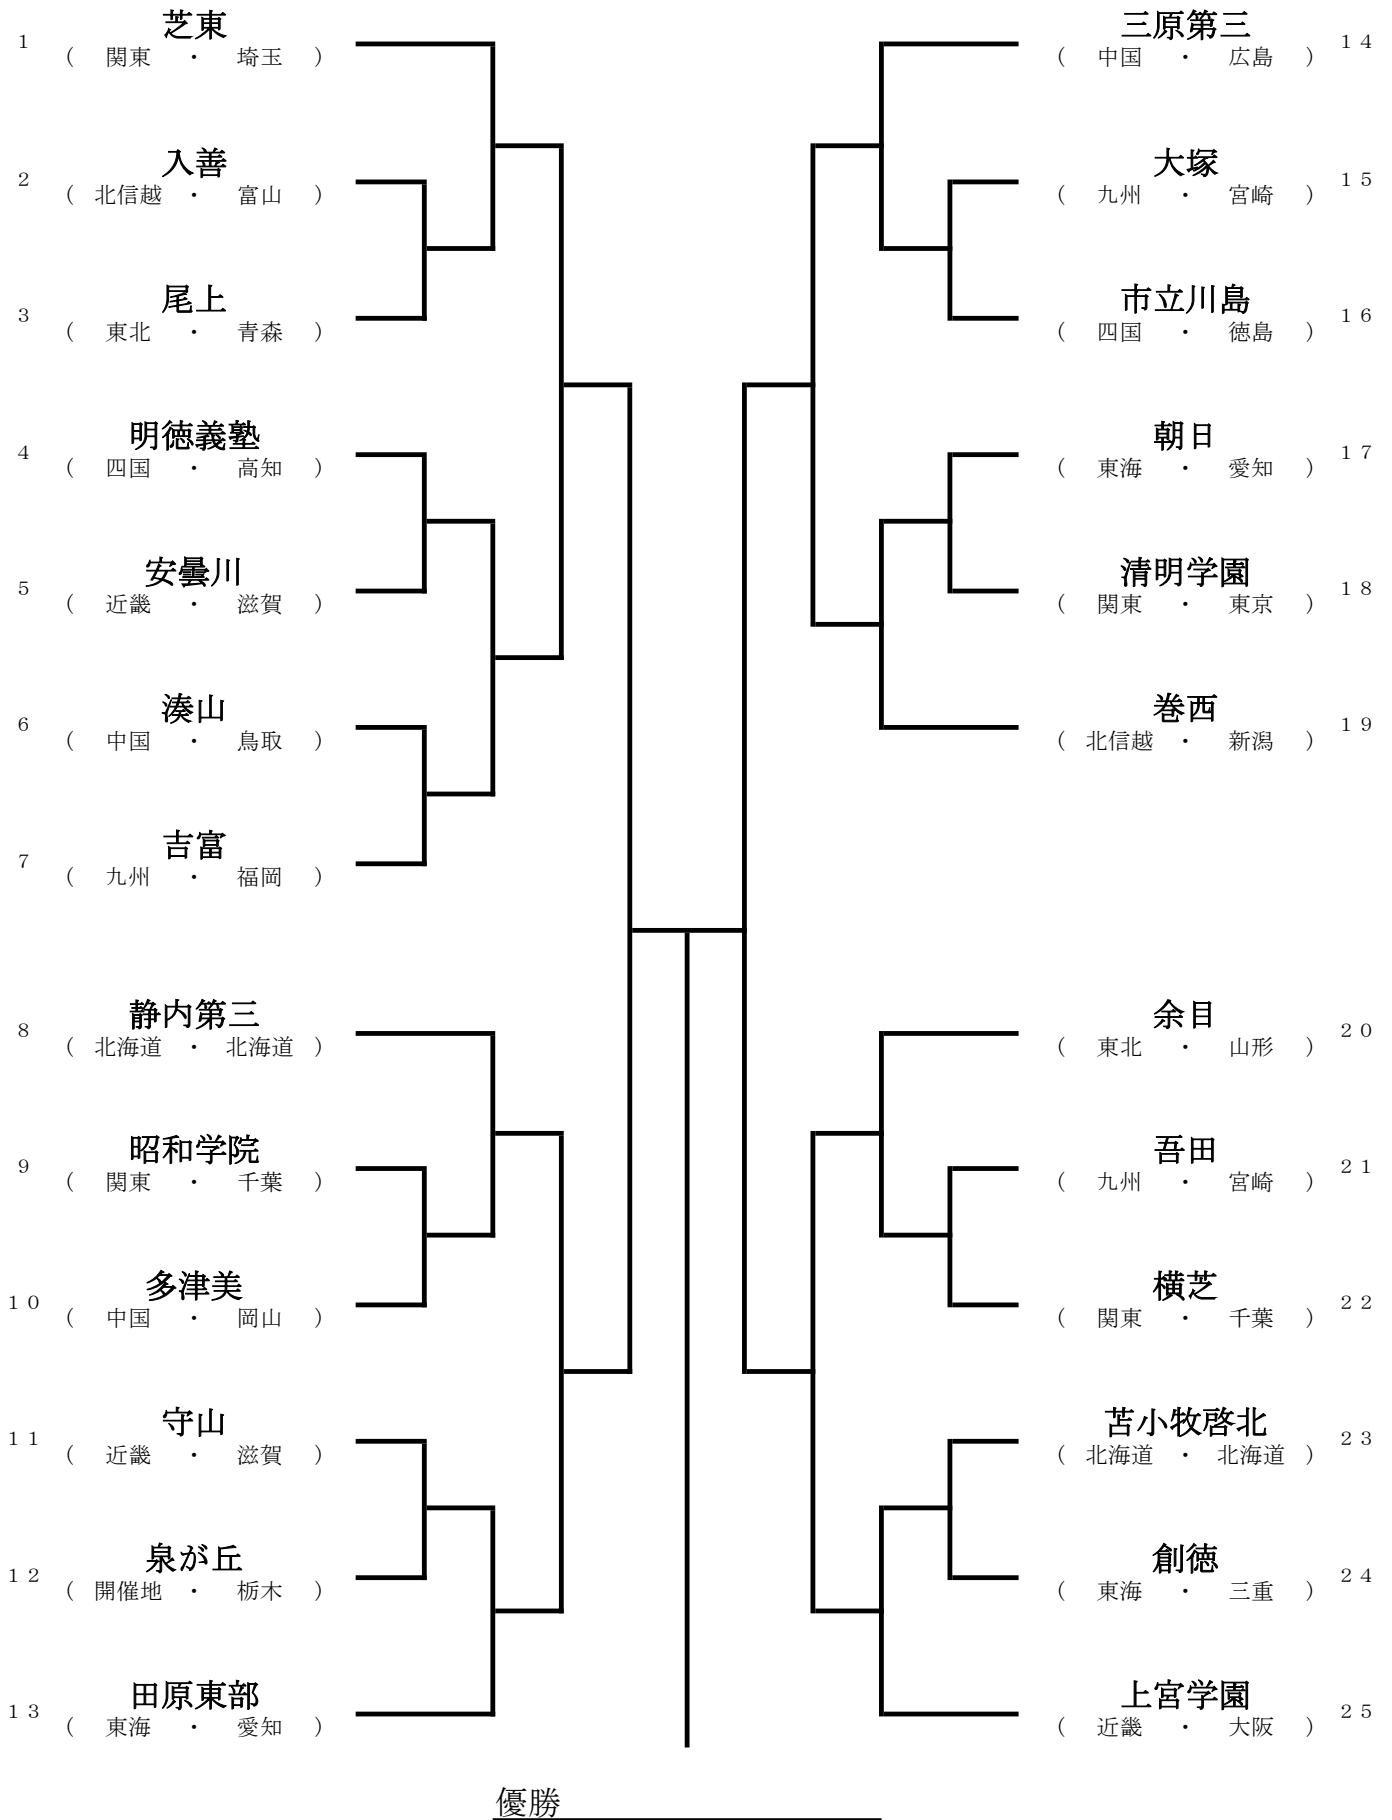 芝東
1 ( 関東 ・ 埼玉 )
入善
2 ( 北信越 ・ 富山 )
尾上
3 ( 東北 ・ 青森 )
明徳義塾
4 ( 四国 ・ 高知 )
安曇川
5 ( 近畿 ・ 滋賀 )
湊山
6 ( 中国 ・ 鳥取 )
吉富
7 ( 九州 ・ 福岡 )
静内第三
8 ( 北海道 ・ 北海道 )
昭和学院
9 ( 関東 ・ 千葉 )
多津美
10 ( 中国 ・ 岡山 )
守山
11 ( 近畿 ・ 滋賀 )
泉が丘
12 ( 開催地 ・ 栃木 )
田原東部
13 ( 東海 ・ 愛知 )
三原第三
( 中国 ・ 広島 ) 14
大塚
( 九州 ・ 宮崎 ) 15
市立川島
( 四国 ・ 徳島 ) 16
朝日
( 東海 ・ 愛知 ) 17
清明学園
( 関東 ・ 東京 ) 18
巻西
( 北信越 ・ 新潟 ) 19
余目
( 東北 ・ 山形 ) 20
吾田
( 九州 ・ 宮崎 ) 21
横芝
( 関東 ・ 千葉 ) 22
苫小牧啓北
( 北海道 ・ 北海道 ) 23
創徳
( 東海 ・ 三重 ) 24
上宮学園
( 近畿 ・ 大阪 ) 25
優勝